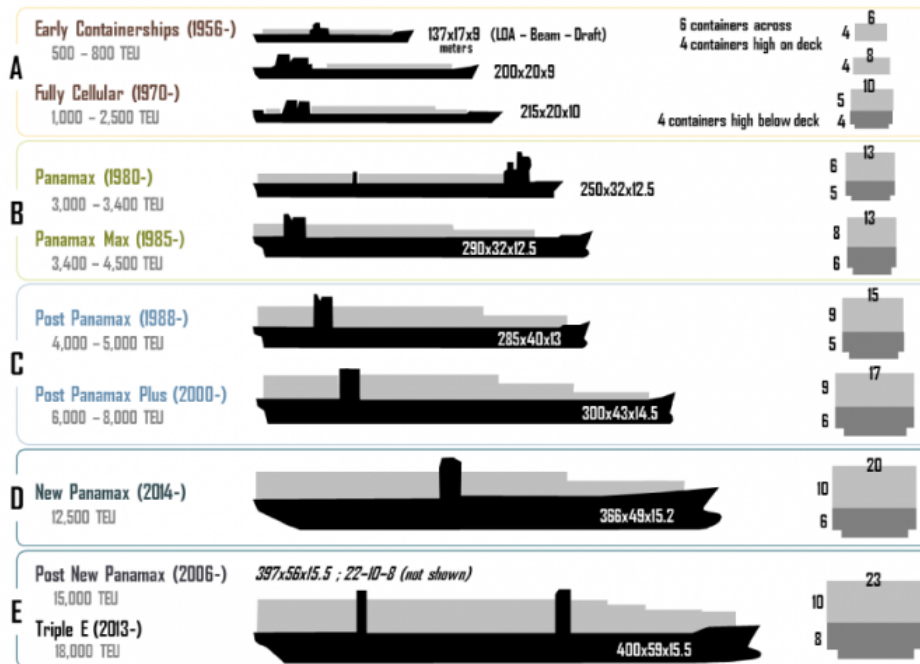 A
Early Containerships (1956-)
500 – 800 TEU
137x17x9 (LOA – Beam – Draft)
meters
200x20x9
6 containers across
4 containers high on deck
6
4
8
4
Fully Cellular (1970-)
1,000 – 2,500 TEU
215x20x10
4 containers high below deck
10
5
4
B
Panamax (1980-)
3,000 – 3,400 TEU
250x32x12.5
13
6
5
Panamax Max (1985-)
3,400 – 4,500 TEU
290x32x12.5
13
8
6
C
Post Panamax (1988-)
4,000 – 5,000 TEU
285x40x13
15
9
5
Post Panamax Plus (2000-)
6,000 – 8,000 TEU
300x43x14.5
17
9
6
D
New Panamax (2014-)
12,500 TEU
366x49x15.2
20
10
6
E
Post New Panamax (2006-)
15,000 TEU
397x56x15.5 ; 22-10-8 (not shown)
Triple E (2013-)
18,000 TEU
400x59x15.5
23
10
8